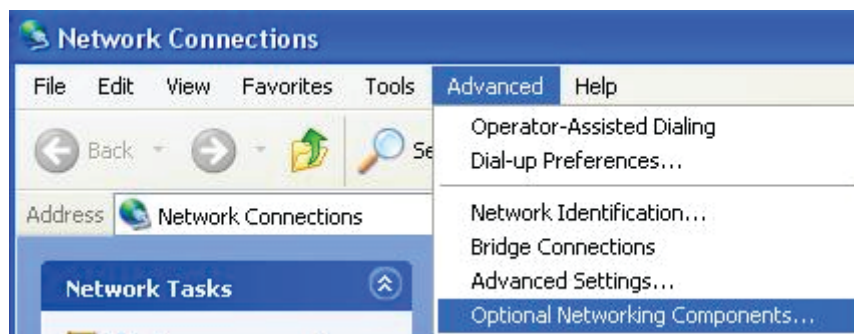 Network Connections
File Edit View Favorites Tools Advanced Help
Operator-Assisted Dialing
Back
Dial-up Preferences...
Address Network Connections
Network Identification...
Bridge Connections
Network Tasks
Advanced Settings...
Optional Networking Components...